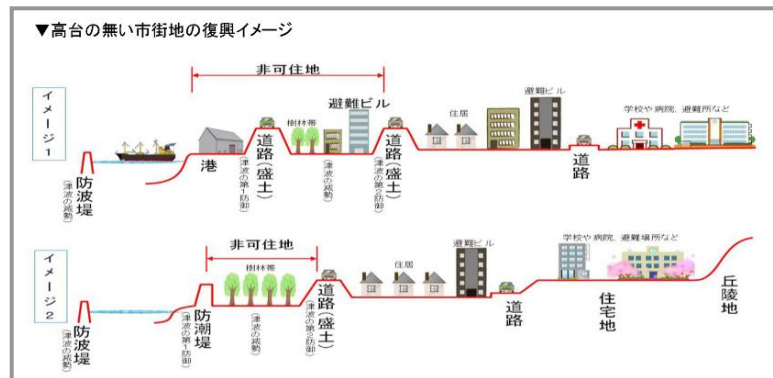 ▼高台の無い市街地の復興イメージ
イメージ1
非可住地
避難ビル
樹林帯
住居
避難ビル
学校や病院、避難所など
防波堤
(津波の減勢)
港
道路(盛土)
(津波の第1防御)
(津波の減勢)
道路(盛土)
(津波の第2防御)
道路
イメージ2
非可住地
樹林帯
住居
避難ビル
学校や病院、避難場所など
防波堤
(津波の減勢)
防潮堤
(津波の第1防御)
(津波の減勢)
道路(盛土)
(津波の第2防御)
道路
住宅地
丘陵地